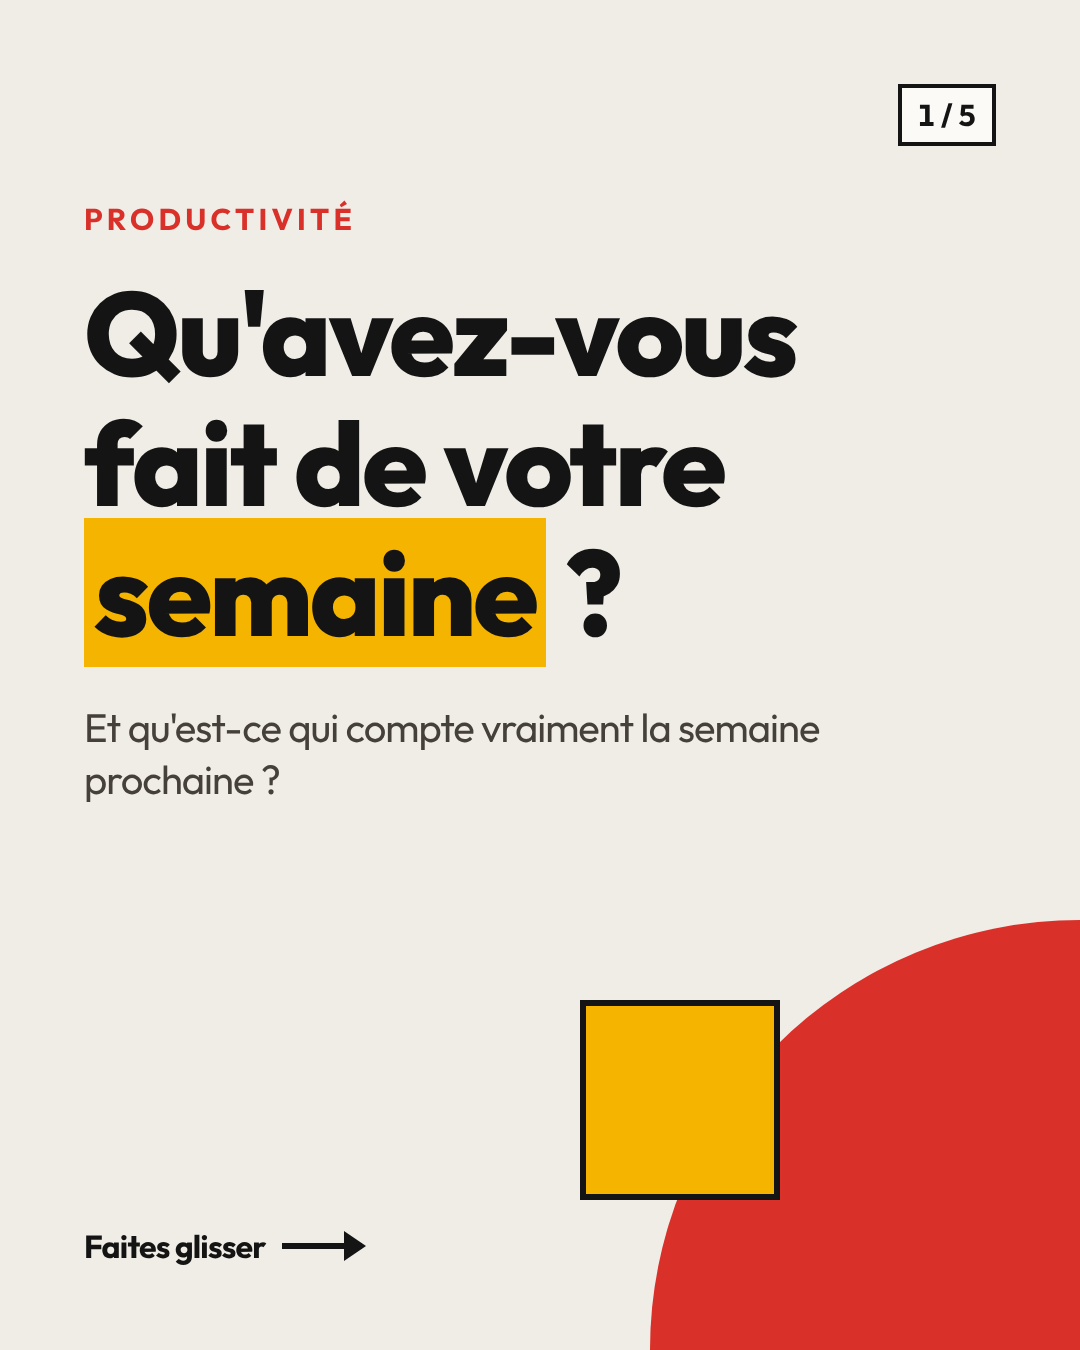 1/5
PRODUCTIVITÉ
Qu'avez-vous
fait de votre
semaine ?
Et qu'est-ce qui compte vraiment la semaine
prochaine ?
Faites glisser